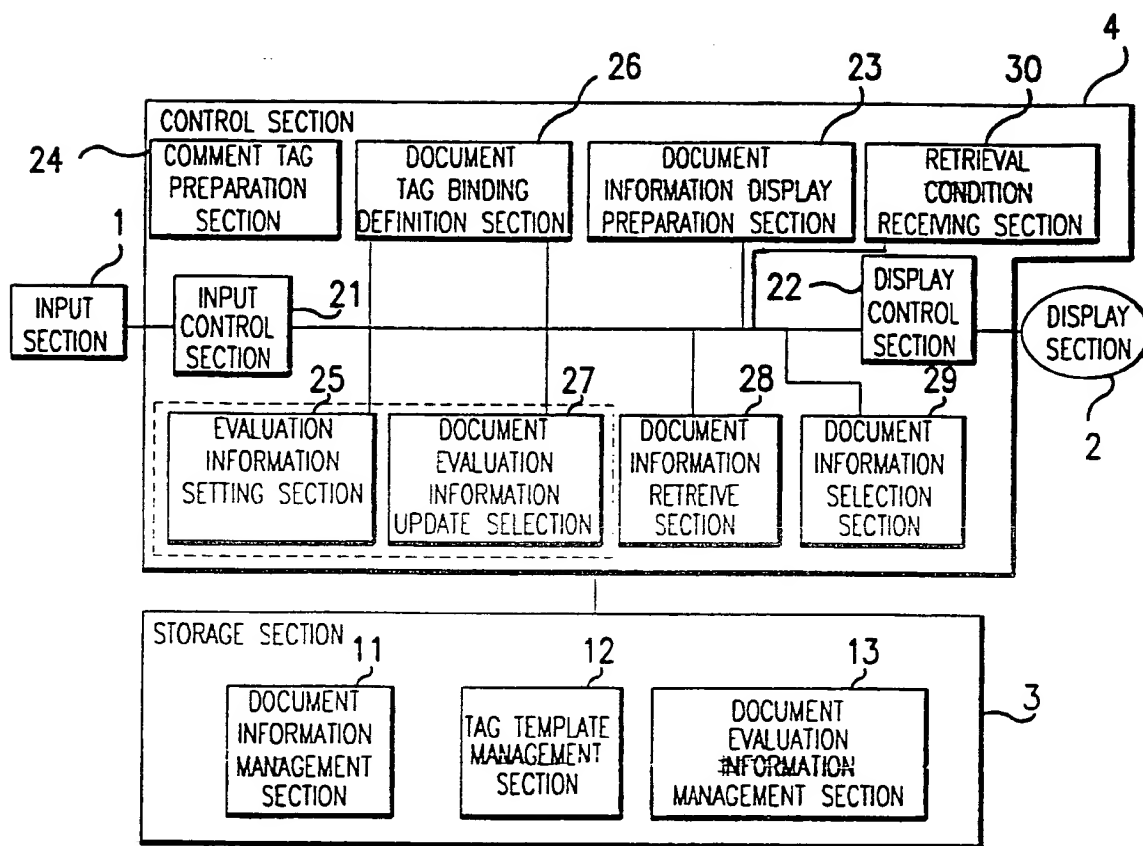 4
26
23
30
CONTROL SECTION
24
COMMENT TAG
PREPARATION
SECTION
DOCUMENT
TAG BINDING
DEFINITION SECTION
DOCUMENT
INFORMATION DISPLAY
PREPARATION SECTION
RETRIEVAL
CONDITION
RECEIVING SECTION
1
INPUT
SECTION
INPUT
CONTROL
SECTION
21
22
DISPLAY
CONTROL
SECTION
DISPLAY
SECTION
2
25
EVALUATION
INFORMATION
SETTING SECTION
27
DOCUMENT
EVALUATION
INFORMATION
UPDATE SELECTION
28
DOCUMENT
INFORMATION
RETREIVE
SECTION
29
DOCUMENT
INFORMATION
SELECTION
SECTION
STORAGE SECTION
11
DOCUMENT
INFORMATION
MANAGEMENT
SECTION
12
TAG TEMPLATE
MANAGEMENT
SECTION
13
DOCUMENT
EVALUATION
INFORMATION
MANAGEMENT SECTION
3